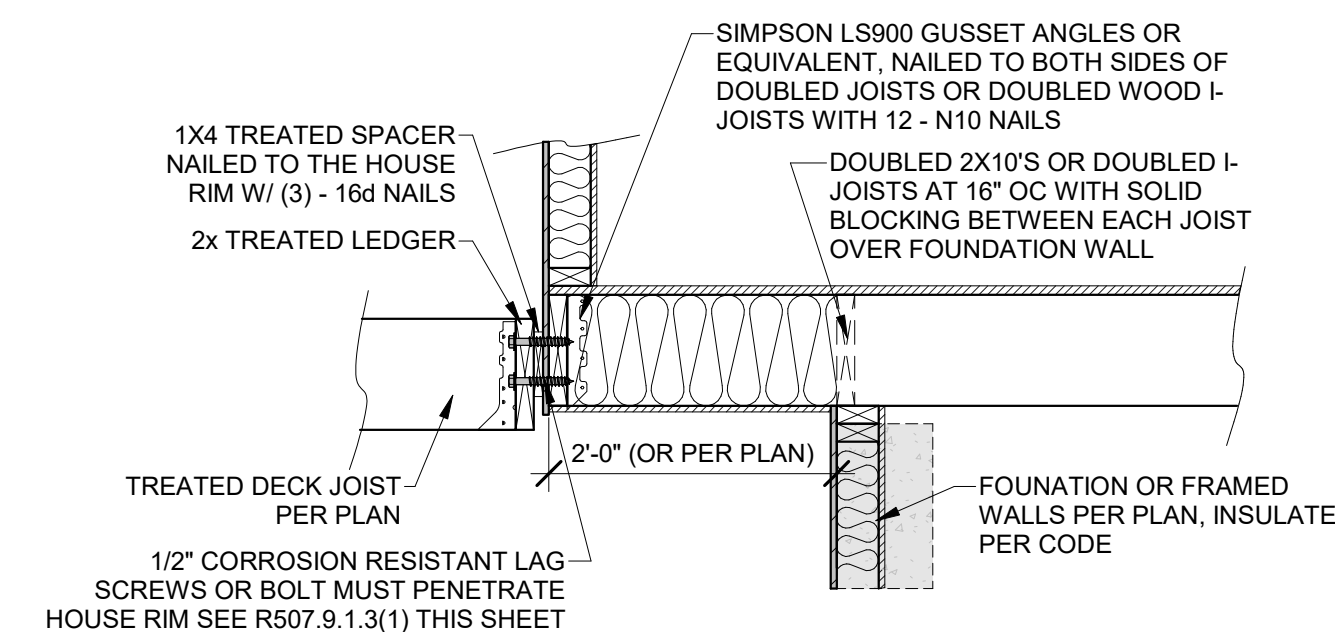 SIMPSON LS900 GUSSET ANGLES OR
EQUIVALENT, NAILED TO BOTH SIDES OF
DOUBLED JOISTS OR DOUBLED WOOD I-
JOISTS WITH 12 - N10 NAILS
1X4 TREATED SPACER
NAILED TO THE HOUSE
RIM W/ (3) - 16d NAILS
DOUBLED 2X10'S OR DOUBLED I-
JOISTS AT 16" OC WITH SOLID
BLOCKING BETWEEN EACH JOIST
OVER FOUNDATION WALL
2x TREATED LEDGER
2'-0" (OR PER PLAN)
TREATED DECK JOIST
PER PLAN
FOUNATION OR FRAMED
WALLS PER PLAN, INSULATE
PER CODE
1/2" CORROSION RESISTANT LAG
SCREWS OR BOLT MUST PENETRATE
HOUSE RIM SEE R507.9.1.3(1) THIS SHEET